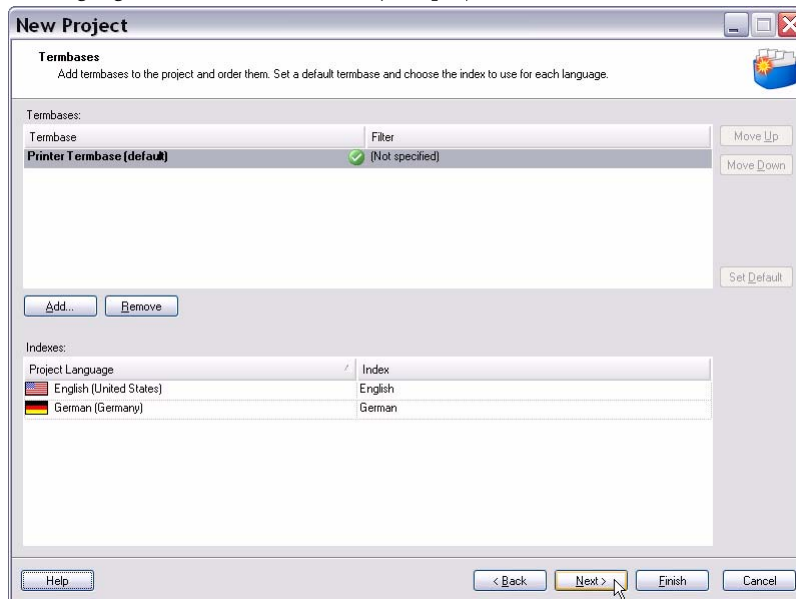 New Project
Termbases
Add termbases to the project and order them. Set a default termbase and choose the index to use for each language.
Termbases:
Termbase Filter
Printer Termbase (default) (Not specified)
Move Up
Move Down
Set Default
Add... Remove
Indexes:
Project Language / Index
English (United States) English
German (Germany) German
Help < Back Next > Finish Cancel